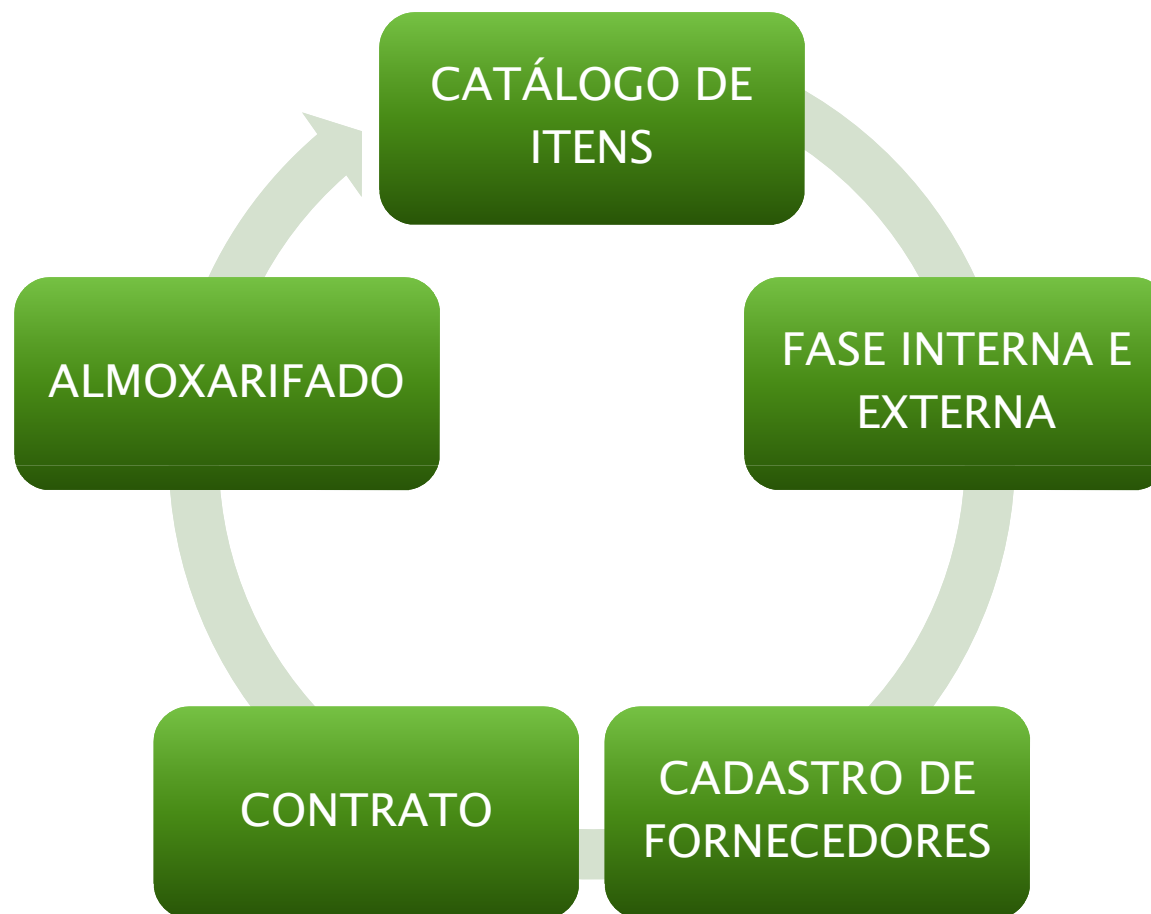 CATÁLOGO DE
ITENS
FASE INTERNA E
EXTERNA
CADASTRO DE
FORNECEDORES
CONTRATO
ALMOXARIFADO